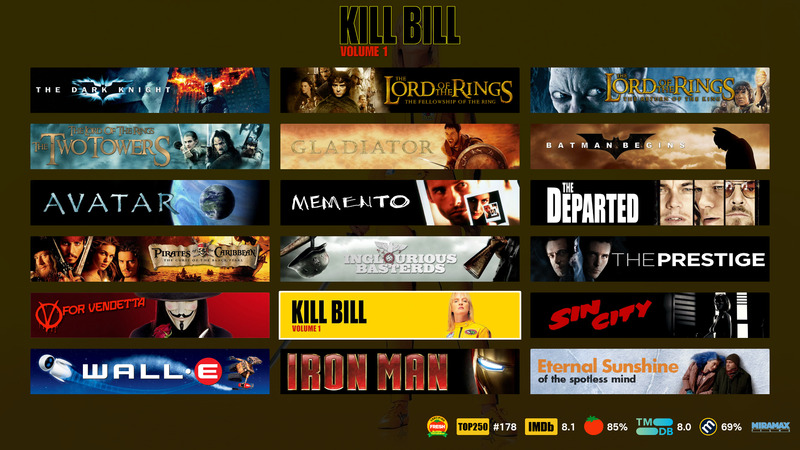 KILL BILL
VOLUME 1
THE DARK KNIGHT
THE LORD OF THE RINGS
THE FELLOWSHIP OF THE RING
THE LORD OF THE RINGS
THE RETURN OF THE KING
THE LORD OF THE RINGS
THE TWO TOWERS
GLADIATOR
BATMAN BEGINS
AVATAR
MEMENTO
THE DEPARTED
PIRATES OF THE CARIBBEAN
THE CURSE OF THE BLACK PEARL
INGLOURIOUS
BASTERDS
THE PRESTIGE
V FOR VENDETTA
KILL BILL
VOLUME 1
SIN CITY
WALL·E
IRON MAN
Eternal Sunshine
of the spotless mind
FRESH TOP250 #178 IMDb 8.1 85% TMDB 8.0 69% MIRAMAX